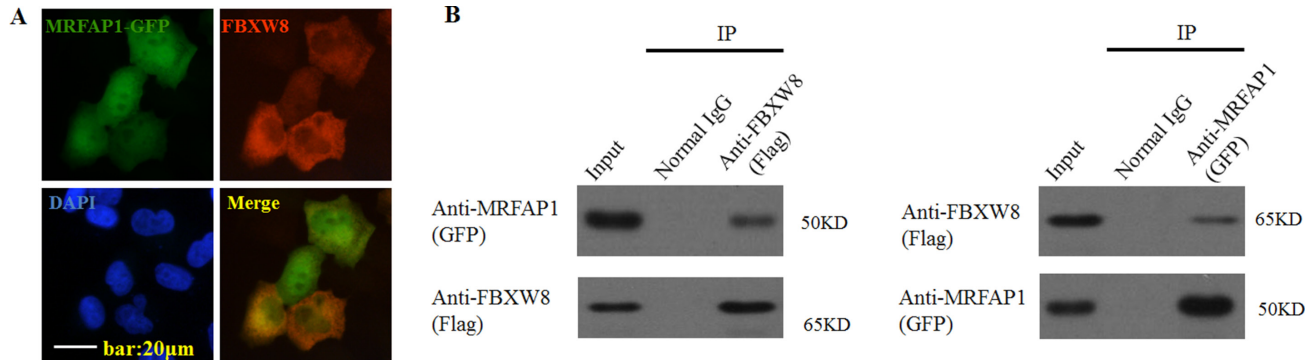 A
MRFAP1-GFP
FBXW8
DAPI
Merge
bar:20μm
B
IP
Input
Normal IgG
Anti-FBXW8
(Flag)
Anti-MRFAP1
(GFP)
50KD
Anti-FBXW8
(Flag)
65KD
IP
Input
Normal IgG
Anti-MRFAP1
(GFP)
Anti-FBXW8
(Flag)
65KD
Anti-MRFAP1
(GFP)
50KD